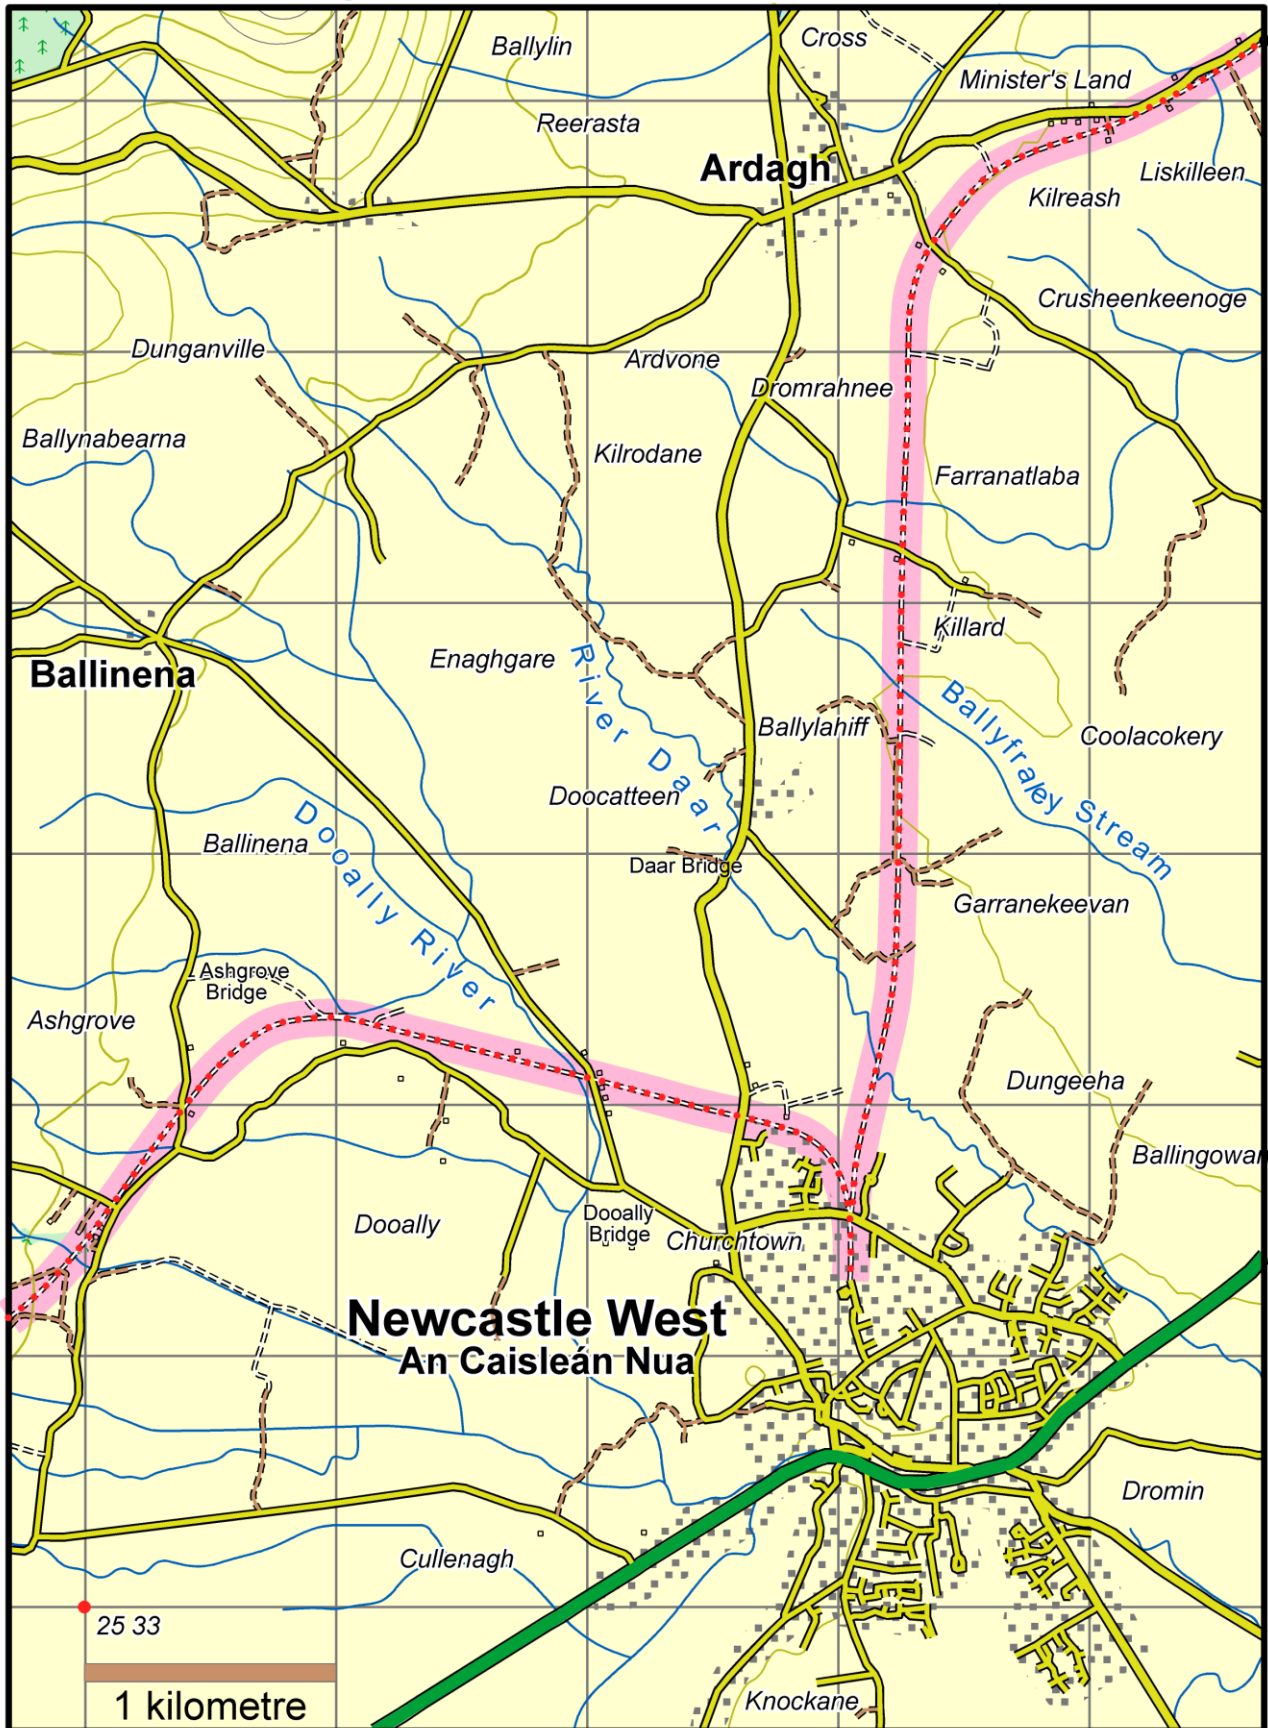 Cross
Ballylin
Minister's Land
Reerasta
Ardagh
Liskilleen
Kilreash
Crusheenkeenoge
Dunganville
Ardvone
Dromrahnee
Ballynabearna
Kilrodane
Farranatlaba
Killard
Enaghgare
Ballinena
River Daar
Ballylahiff
Ballyfraley Stream
Coolacokery
Doocatteen
Dooally River
Ballinena
Daar Bridge
Garranekeevan
Ashgrove
Bridge
Ashgrove
Dungeeha
Ballingowan
Dooally
Dooally
Bridge
Churchtown
Newcastle West
An Caisleán Nua
Dromin
Cullenagh
25 33
1 kilometre
Knockane